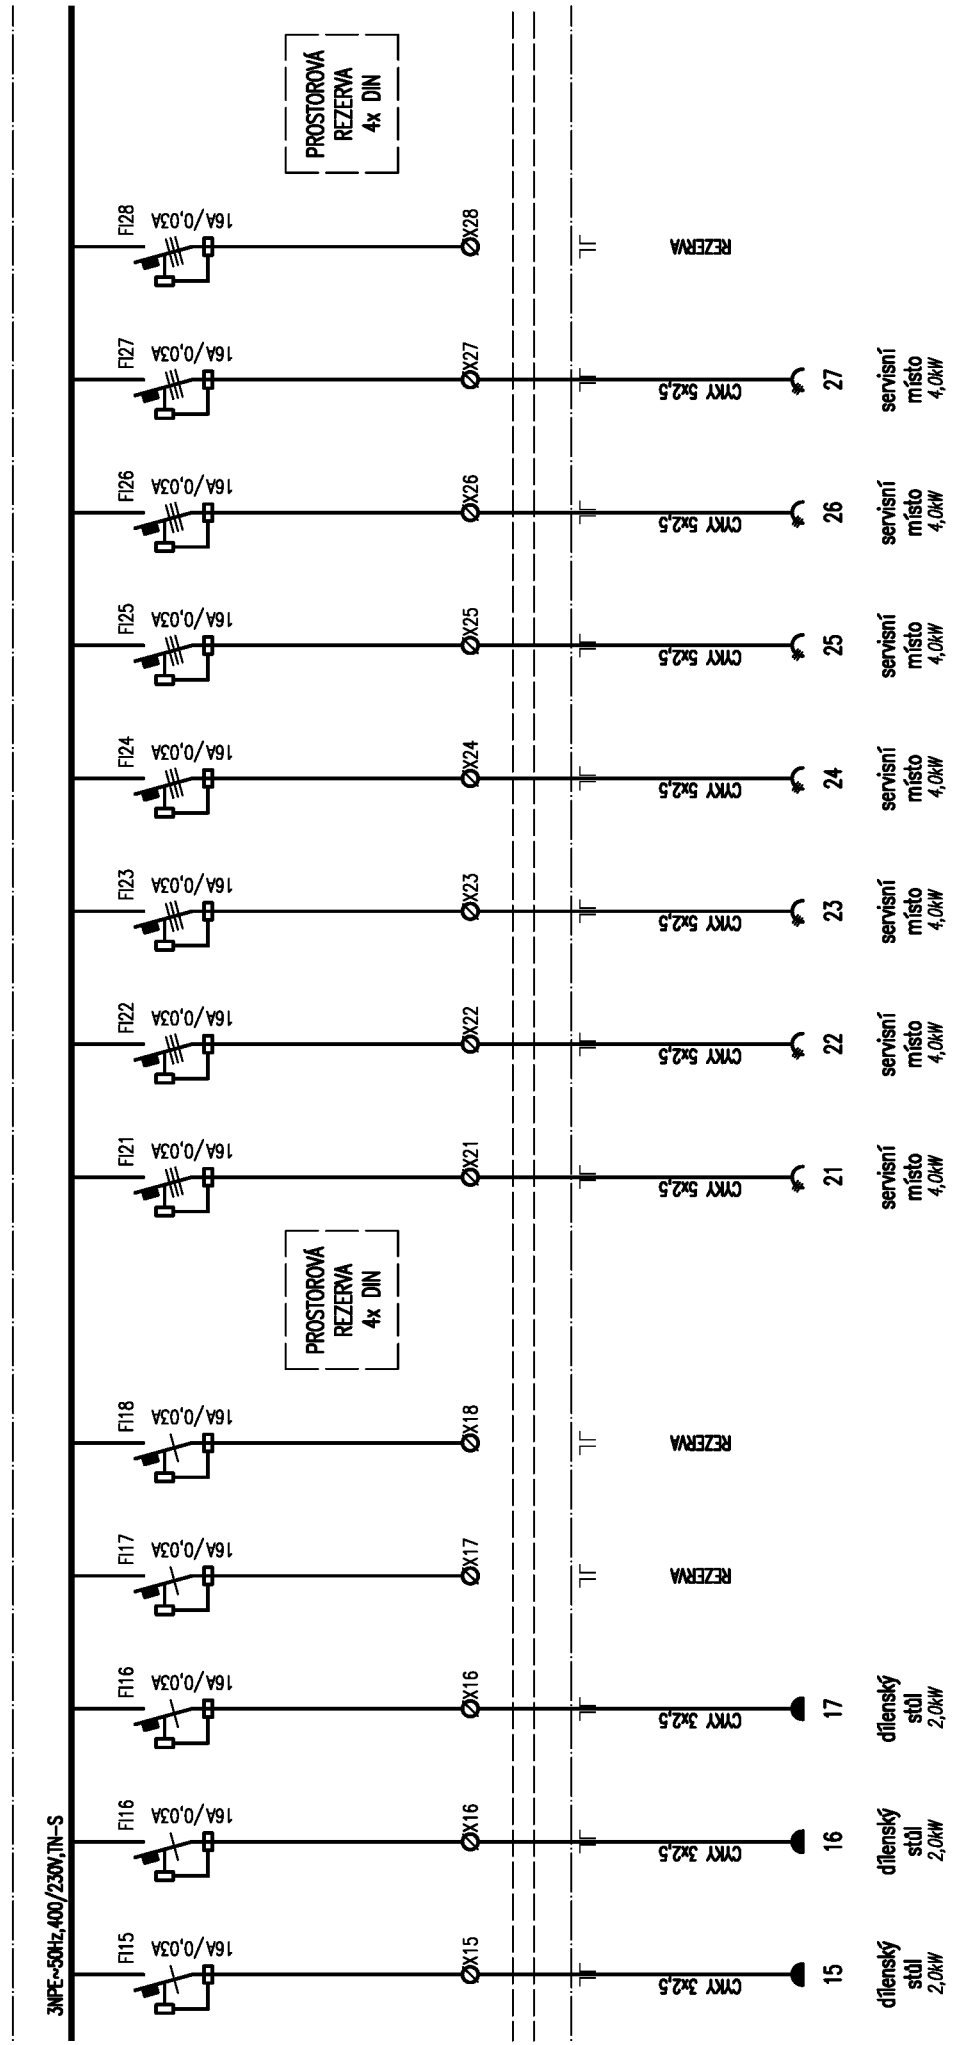 3NPE~50Hz,400/230V,TN-S
FI15
16A/0,03A
X15
CYKY 3x2,5
15
dílenský
stůl
2,0kW
FI16
16A/0,03A
X16
CYKY 3x2,5
16
dílenský
stůl
2,0kW
FI16
16A/0,03A
X16
CYKY 3x2,5
17
dílenský
stůl
2,0kW
FI17
16A/0,03A
X17
REZERVA
FI18
16A/0,03A
X18
REZERVA
PROSTOROVÁ
REZERVA
4x DIN
FI21
16A/0,03A
X21
CYKY 5x2,5
21
servisní
místo
4,0kW
FI22
16A/0,03A
X22
CYKY 5x2,5
22
servisní
místo
4,0kW
FI23
16A/0,03A
X23
CYKY 5x2,5
23
servisní
místo
4,0kW
FI24
16A/0,03A
X24
CYKY 5x2,5
24
servisní
místo
4,0kW
FI25
16A/0,03A
X25
CYKY 5x2,5
25
servisní
místo
4,0kW
FI26
16A/0,03A
X26
CYKY 5x2,5
26
servisní
místo
4,0kW
FI27
16A/0,03A
X27
CYKY 5x2,5
27
servisní
místo
4,0kW
FI28
16A/0,03A
X28
REZERVA
PROSTOROVÁ
REZERVA
4x DIN